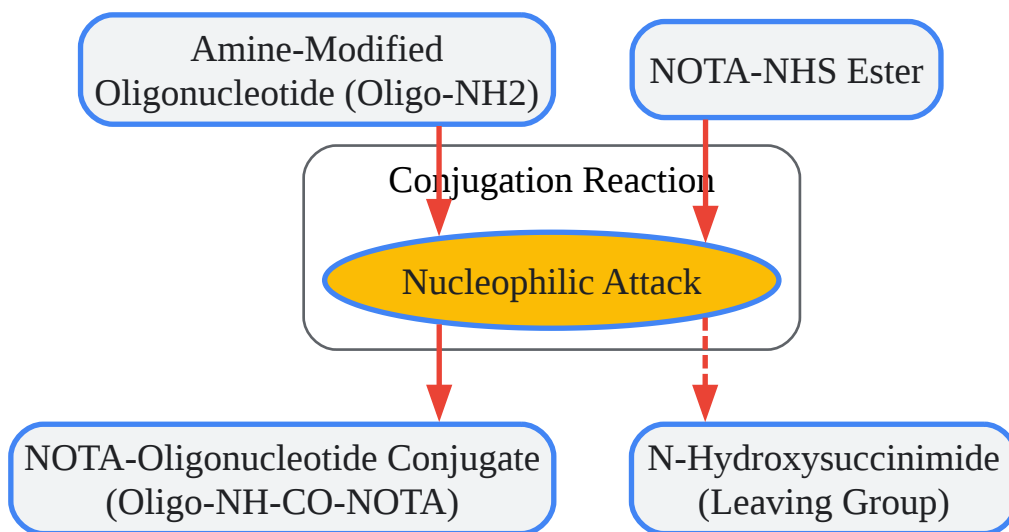 Amine-Modified
Oligonucleotide (Oligo-NH2)
NOTA-NHS Ester
Conjugation Reaction
Nucleophilic Attack
NOTA-Oligonucleotide Conjugate
(Oligo-NH-CO-NOTA)
N-Hydroxysuccinimide
(Leaving Group)